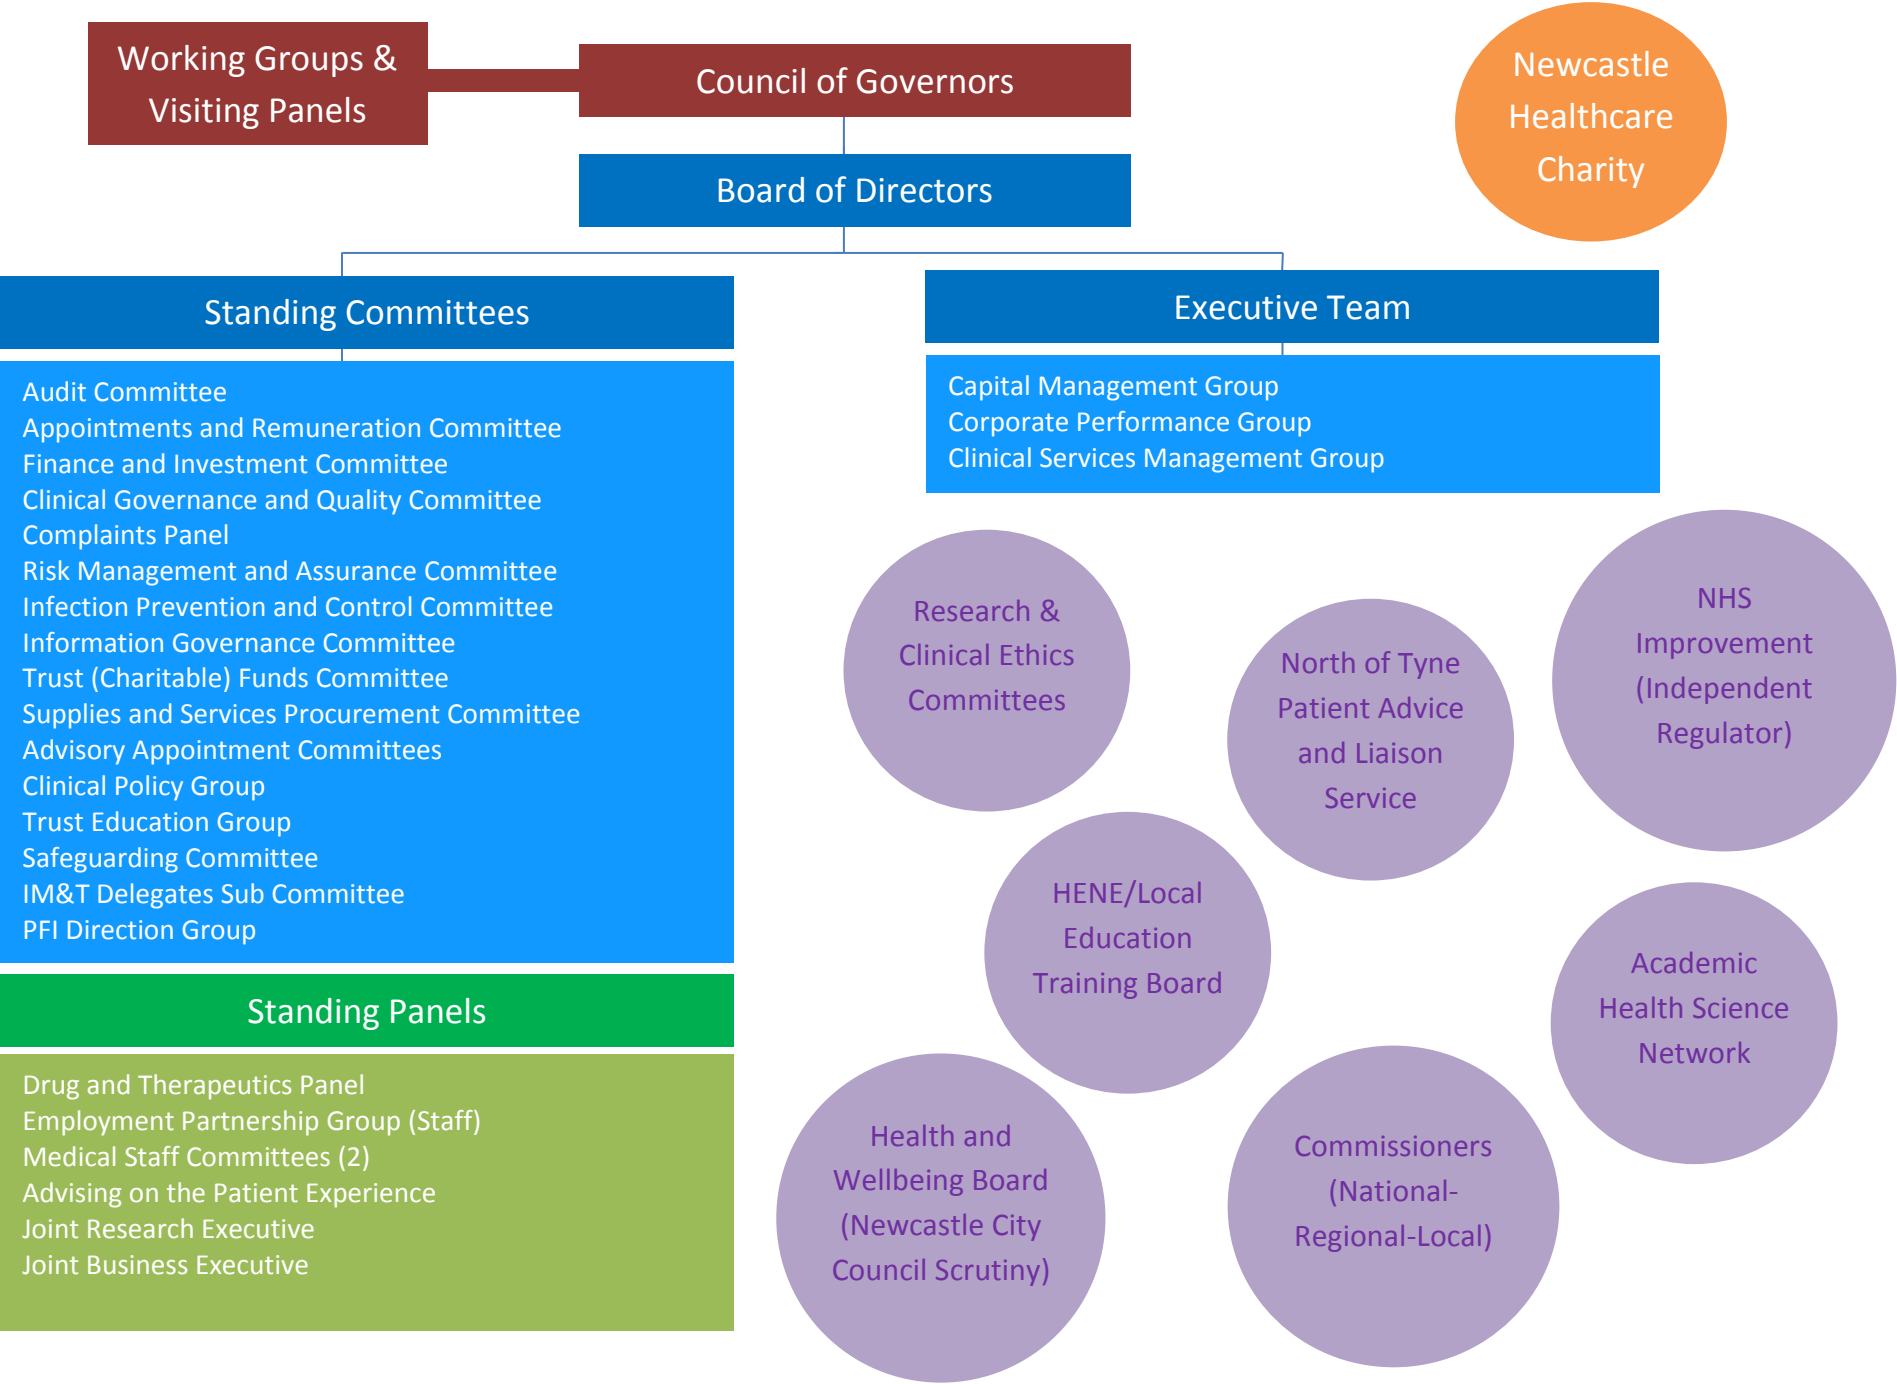 Working Groups &
Visiting Panels
Council of Governors
Newcastle
Healthcare
Charity
Board of Directors
Standing Committees
Executive Team
Audit Committee
Appointments and Remuneration Committee
Finance and Investment Committee
Clinical Governance and Quality Committee
Complaints Panel
Risk Management and Assurance Committee
Infection Prevention and Control Committee
Information Governance Committee
Trust (Charitable) Funds Committee
Supplies and Services Procurement Committee
Advisory Appointment Committees
Clinical Policy Group
Trust Education Group
Safeguarding Committee
IM&T Delegates Sub Committee
PFI Direction Group
Capital Management Group
Corporate Performance Group
Clinical Services Management Group
Standing Panels
Drug and Therapeutics Panel
Employment Partnership Group (Staff)
Medical Staff Committees (2)
Advising on the Patient Experience
Joint Research Executive
Joint Business Executive
Research &
Clinical Ethics
Committees
North of Tyne
Patient Advice
and Liaison
Service
NHS
Improvement
(Independent
Regulator)
HENE/Local
Education
Training Board
Academic
Health Science
Network
Health and
Wellbeing Board
(Newcastle City
Council Scrutiny)
Commissioners
(National-
Regional-Local)